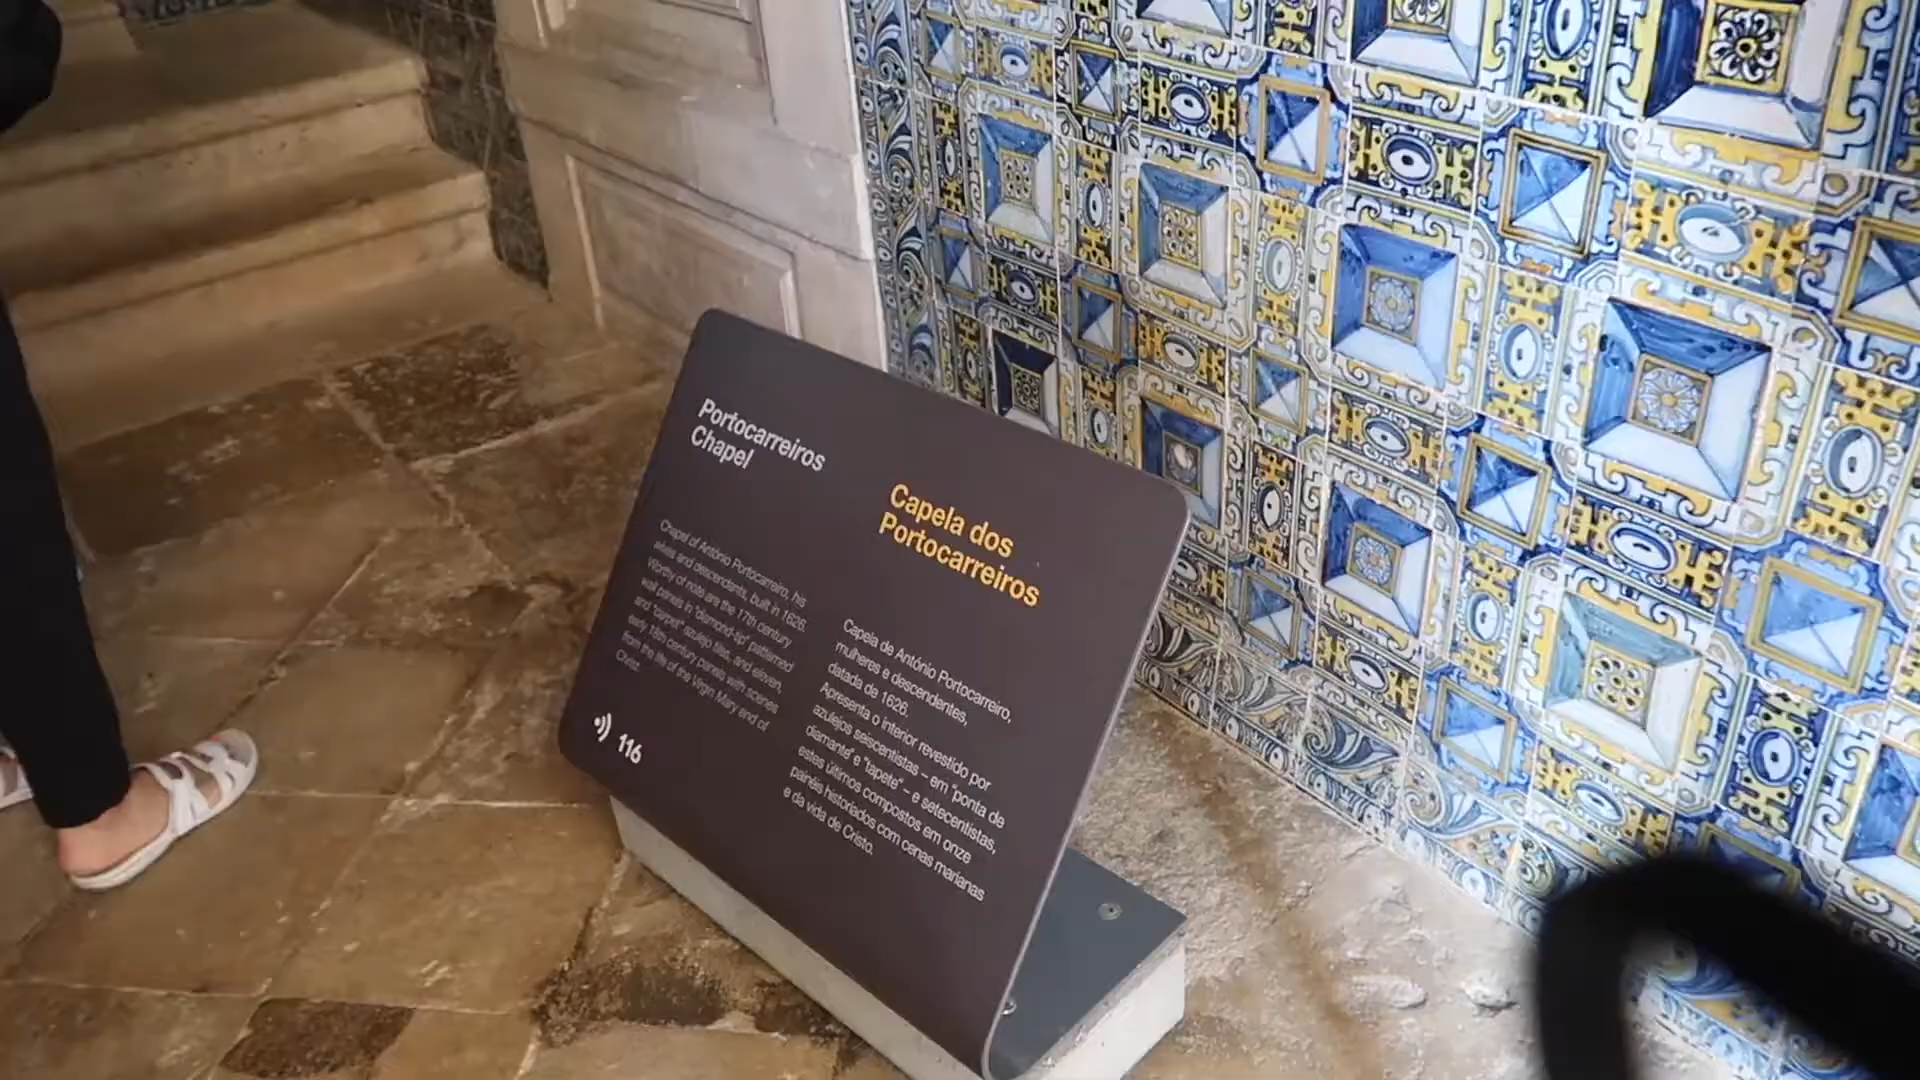 Portocarreiros
Chapel
Chapel of António Portocarreiro, his
wives and descendents, built in 1626.
Worthy of note are the 17th century
wall panels in "diamond-tip" patterned
and "carpet" azulejo tiles, and eleven,
early 18th century panels with scenes
from the life of the Virgin Mary and of
Christ.
116
Capela dos
Portocarreiros
Capela de António Portocarreiro,
mulheres e descendentes,
datada de 1626.
Apresenta o interior revestido por
azulejos seiscentistas – em "ponta de
diamante" e "tapete" – e setecentistas,
estes últimos compostos em onze
painéis historiados com cenas marianas
e da vida de Cristo.